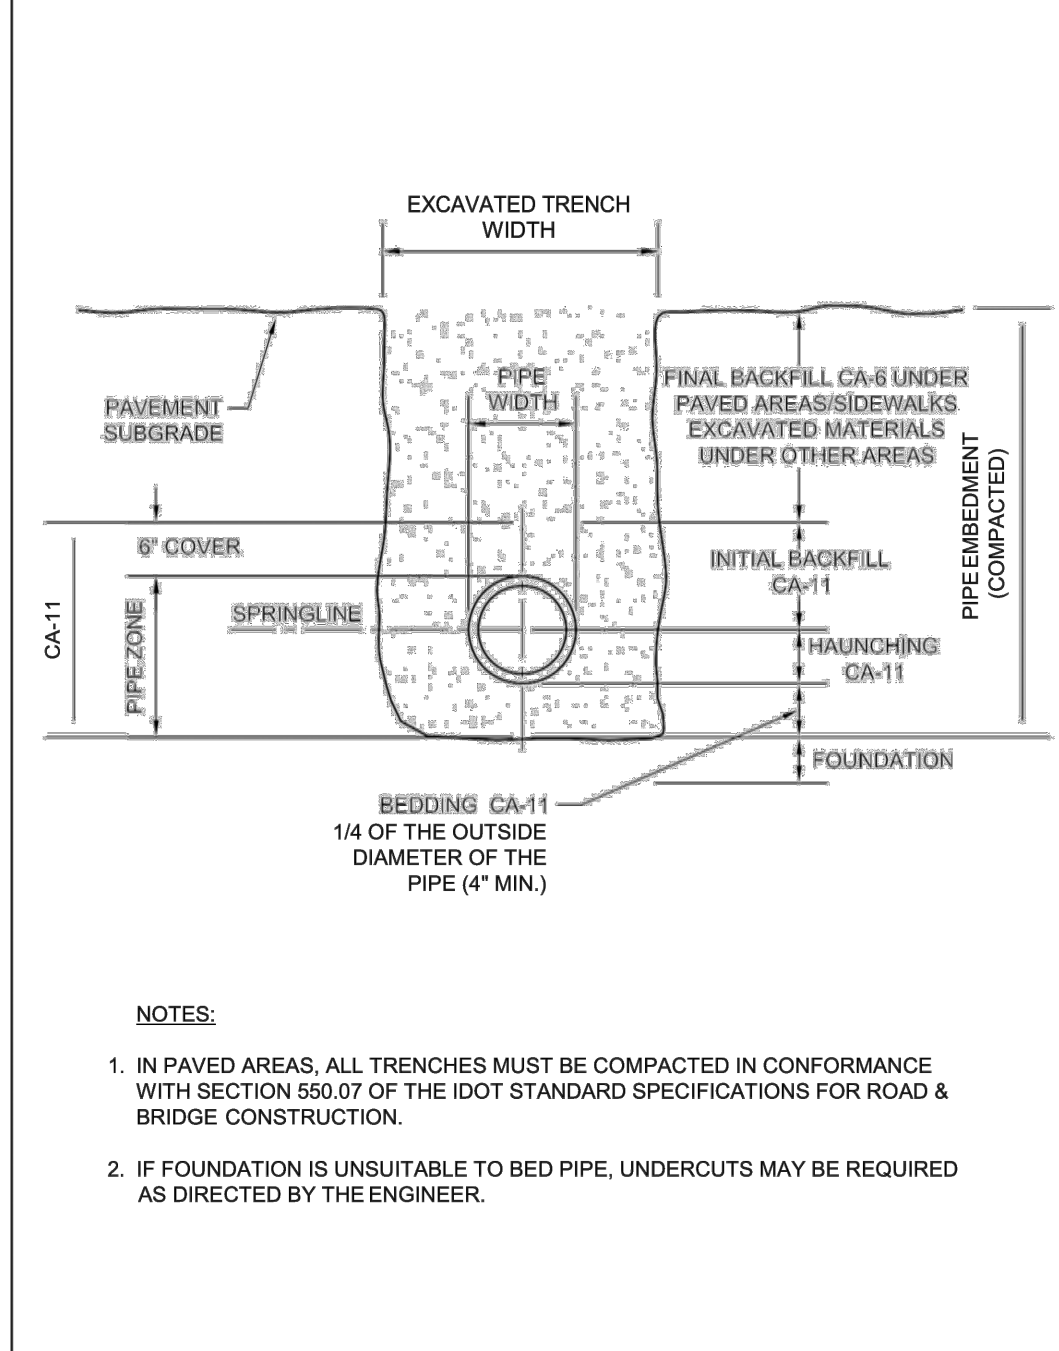 EXCAVATED TRENCH
WIDTH
PIPE
WIDTH
PAVEMENT
SUBGRADE
FINAL BACKFILL CA-6 UNDER
PAVED AREAS/SIDEWALKS
EXCAVATED MATERIALS
UNDER OTHER AREAS
PIPE EMBEDMENT
(COMPACTED)
6" COVER
INITIAL BACKFILL
CA-11
CA-11
PIPE ZONE
SPRINGLINE
HAUNCHING
CA-11
FOUNDATION
BEDDING CA-11
1/4 OF THE OUTSIDE
DIAMETER OF THE
PIPE (4" MIN.)
NOTES:
1. IN PAVED AREAS, ALL TRENCHES MUST BE COMPACTED IN CONFORMANCE
WITH SECTION 550.07 OF THE IDOT STANDARD SPECIFICATIONS FOR ROAD &
BRIDGE CONSTRUCTION.
2. IF FOUNDATION IS UNSUITABLE TO BED PIPE, UNDERCUTS MAY BE REQUIRED
AS DIRECTED BY THE ENGINEER.